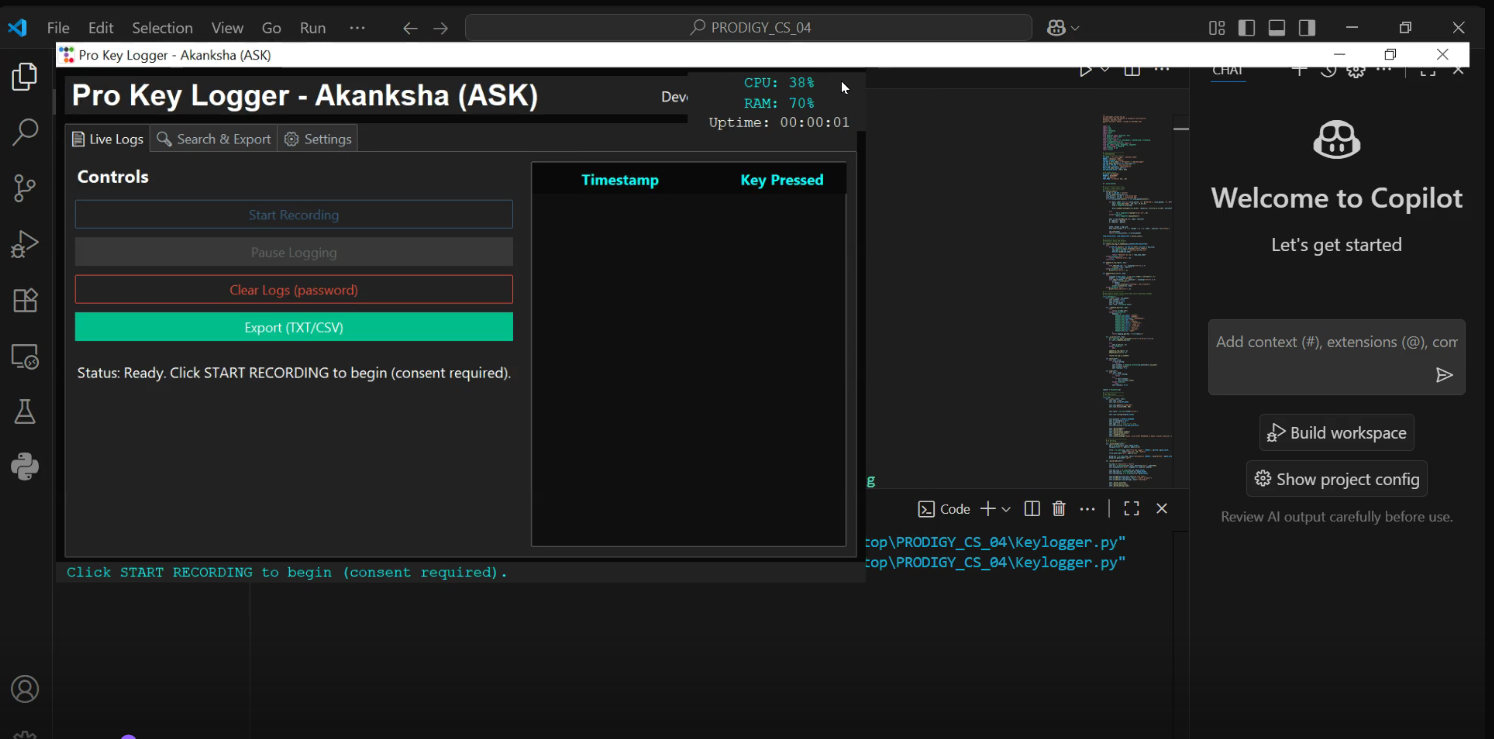 File Edit Selection View Go Run ··· PRODIGY_CS_04
Pro Key Logger - Akanksha (ASK)
CHAT
Pro Key Logger - Akanksha (ASK)
CPU: 38%
RAM: 70%
Uptime: 00:00:01
Live Logs Search & Export Settings
Controls
Start Recording
Pause Logging
Clear Logs (password)
Export (TXT/CSV)
Status: Ready. Click START RECORDING to begin (consent required).
Timestamp Key Pressed
Click START RECORDING to begin (consent required).
g
Code
top\PRODIGY_CS_04\Keylogger.py"
top\PRODIGY_CS_04\Keylogger.py"
Welcome to Copilot
Let's get started
Add context (#), extensions (@), com
Build workspace
Show project config
Review AI output carefully before use.